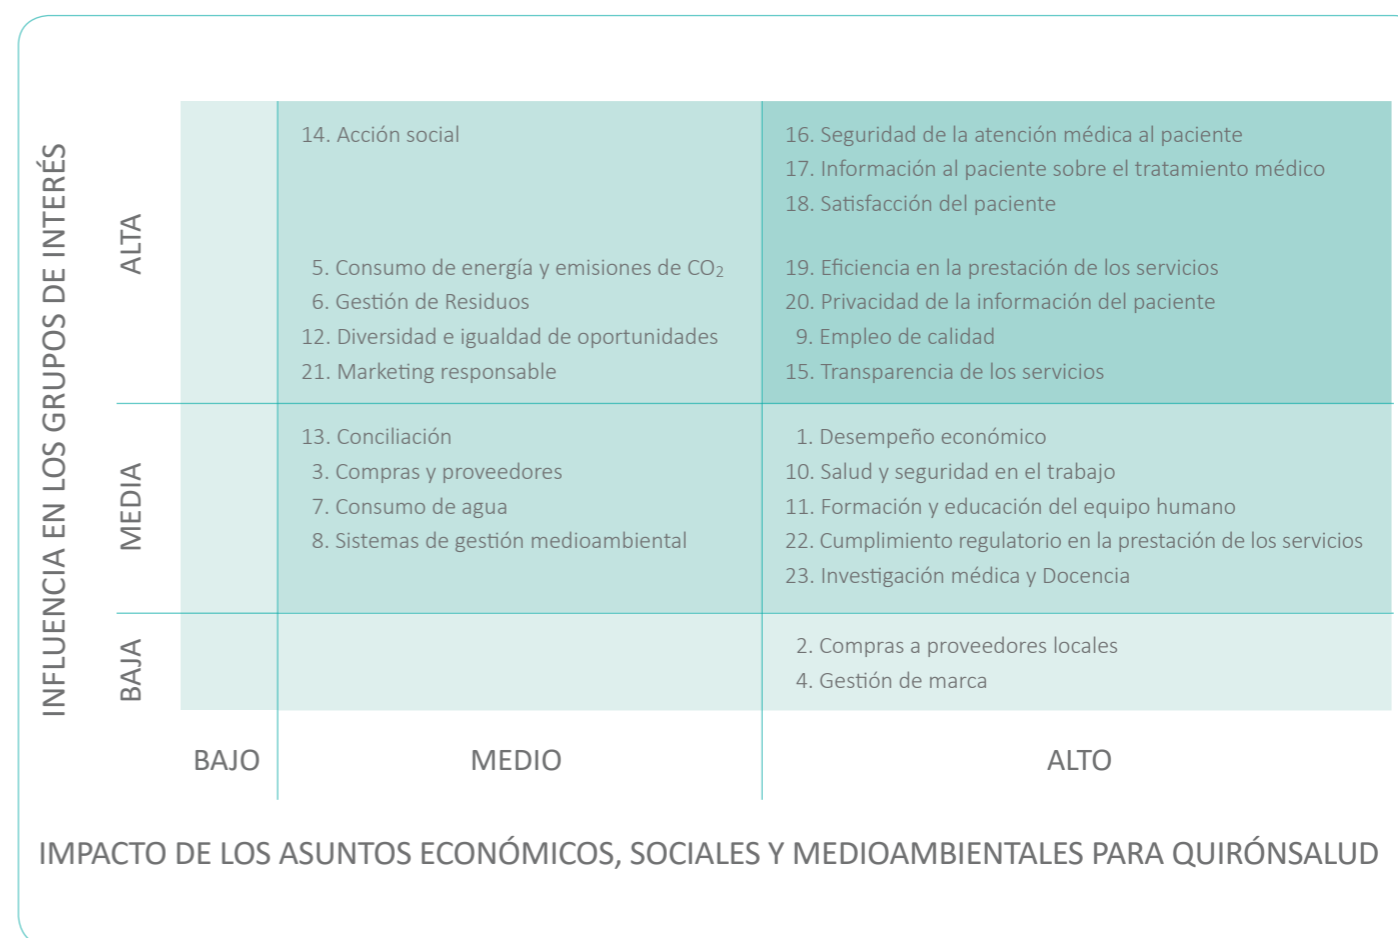 INFLUENCIA EN LOS GRUPOS DE INTERÉS
ALTA
14. Acción social
5. Consumo de energía y emisiones de CO₂
6. Gestión de Residuos
12. Diversidad e igualdad de oportunidades
21. Marketing responsable
16. Seguridad de la atención médica al paciente
17. Información al paciente sobre el tratamiento médico
18. Satisfacción del paciente
19. Eficiencia en la prestación de los servicios
20. Privacidad de la información del paciente
9. Empleo de calidad
15. Transparencia de los servicios
MEDIA
13. Conciliación
3. Compras y proveedores
7. Consumo de agua
8. Sistemas de gestión medioambiental
1. Desempeño económico
10. Salud y seguridad en el trabajo
11. Formación y educación del equipo humano
22. Cumplimiento regulatorio en la prestación de los servicios
23. Investigación médica y Docencia
BAJA
2. Compras a proveedores locales
4. Gestión de marca
BAJO
MEDIO
ALTO
IMPACTO DE LOS ASUNTOS ECONÓMICOS, SOCIALES Y MEDIOAMBIENTALES PARA QUIRÓNSALUD